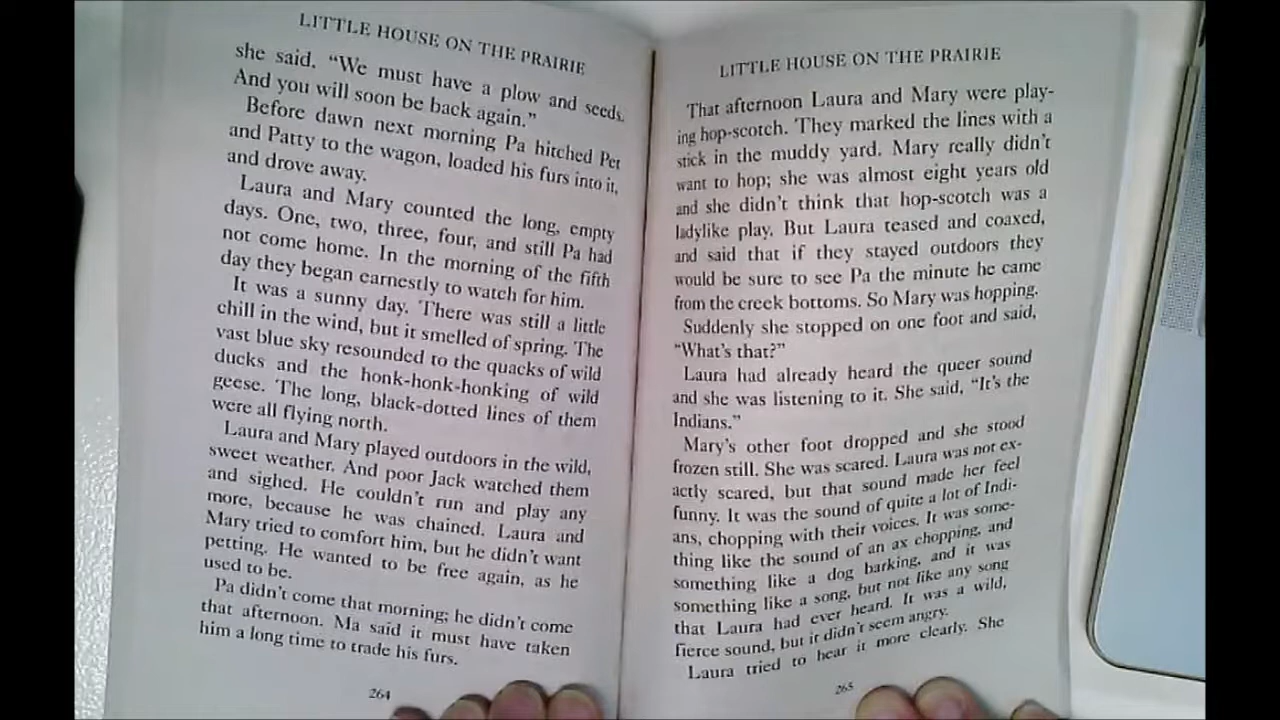 LITTLE HOUSE ON THE PRAIRIE
she said. "We must have a plow and seeds.
And you will soon be back again."
Before dawn next morning Pa hitched Pet
and Patty to the wagon, loaded his furs into it,
and drove away.
Laura and Mary counted the long, empty
days. One, two, three, four, and still Pa had
not come home. In the morning of the fifth
day they began earnestly to watch for him.
It was a sunny day. There was still a little
chill in the wind, but it smelled of spring. The
vast blue sky resounded to the quacks of wild
ducks and the honk-honk-honking of wild
geese. The long, black-dotted lines of them
were all flying north.
Laura and Mary played outdoors in the wild,
sweet weather. And poor Jack watched them
and sighed. He couldn't run and play any
more, because he was chained. Laura and
Mary tried to comfort him, but he didn't want
petting. He wanted to be free again, as he
used to be.
Pa didn't come that morning; he didn't come
that afternoon. Ma said it must have taken
him a long time to trade his furs.
264
LITTLE HOUSE ON THE PRAIRIE
That afternoon Laura and Mary were play-
ing hop-scotch. They marked the lines with a
stick in the muddy yard. Mary really didn't
want to hop; she was almost eight years old
and she didn't think that hop-scotch was a
ladylike play. But Laura teased and coaxed,
and said that if they stayed outdoors they
would be sure to see Pa the minute he came
from the creek bottoms. So Mary was hopping.
Suddenly she stopped on one foot and said,
"What's that?"
Laura had already heard the queer sound
and she was listening to it. She said, "It's the
Indians."
Mary's other foot dropped and she stood
frozen still. She was scared. Laura was not ex-
actly scared, but that sound made her feel
funny. It was the sound of quite a lot of Indi-
ans, chopping with their voices. It was some-
thing like the sound of an ax chopping, and
something like a dog barking, and it was
something like a song, but not like any song
that Laura had ever heard. It was a wild,
fierce sound, but it didn't seem angry.
Laura tried to hear it more clearly. She
265